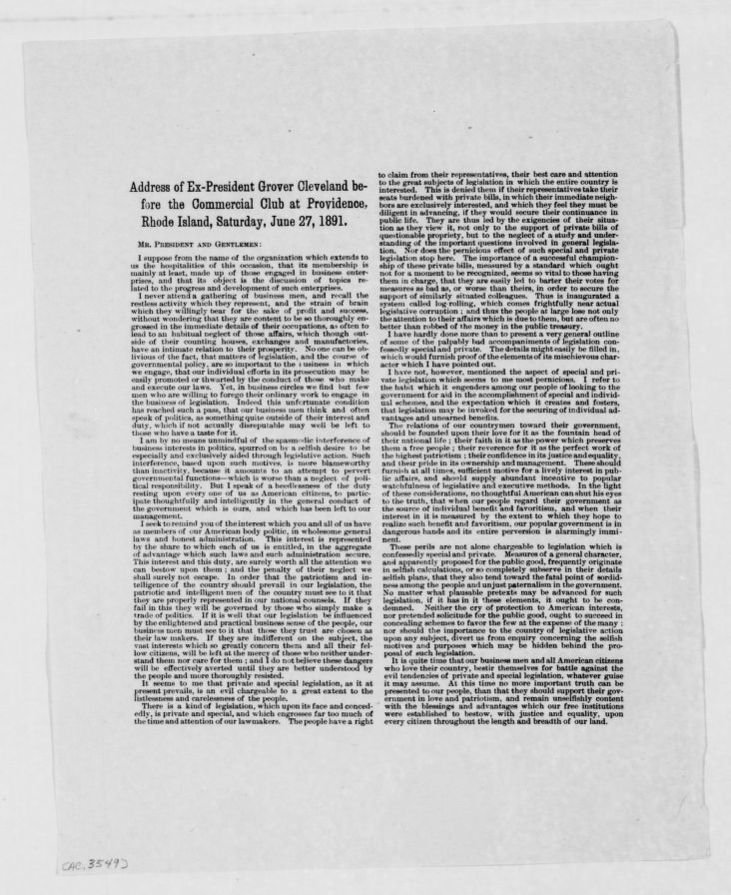 Address of Ex-President Grover Cleveland be-
fore the Commercial Club at Providence,
Rhode Island, Saturday, June 27, 1891.
MR. PRESIDENT AND GENTLEMEN:
I suppose from the name of the organization which extends to
us the hospitalities of this occasion, that its membership is
mainly at least, made up of those engaged in business enter-
prises, and that its object is the discussion of topics re-
lated to the progress and development of such enterprises.
I never attend a gathering of business men, and recall the
restless activity which they represent, and the strain of brain
which they willingly bear for the sake of profit and success,
without wondering that they are content to be so thoroughly en-
grossed in the immediate details of their occupations, as often to
lead to an habitual neglect of those affairs, which though out-
side of their counting houses, exchanges and manufactories,
have an intimate relation to their prosperity. No one can be ob-
livious of the fact, that matters of legislation, and the course of
governmental policy, are so important to the business in which
we engage, that our individual efforts in its prosecution may be
easily promoted or thwarted by the conduct of those who make
and execute our laws. Yet, in business circles we find but few
men who are willing to forego their ordinary work to engage in
the business of legislation. Indeed this unfortunate condition
has reached such a pass, that our business men think and often
speak of politics, as something quite outside of their interest and
duty, which if not actually disreputable may well be left to
those who have a taste for it.
I am by no means unmindful of the spasmodic interference of
business interests in politics, spurred on by a selfish desire to be
especially and exclusively aided through legislative action. Such
interference, based upon such motives, is more blameworthy
than inactivity, because it amounts to an attempt to pervert
governmental functions—which is worse than a neglect of poli-
tical responsibility. But I speak of a heedlessness of the duty
resting upon every one of us as American citizens, to partic-
ipate thoughtfully and intelligently in the general conduct of
the government which is ours, and which has been left to our
management.
I seek to remind you of the interest which you and all of us have
as members of our American body politic, in wholesome general
laws and honest administration. This interest is represented
by the share to which each of us is entitled, in the aggregate
of advantage which such laws and such administration secure.
This interest and this duty, are surely worth all the attention we
can bestow upon them; and the penalty of their neglect we
shall surely not escape. In order that the patriotism and in-
telligence of the country should prevail in our legislation, the
patriotic and intelligent men of the country must see to it that
they are properly represented in our national counsels. If they
fail in this they will be governed by those who simply make a
trade of politics. If it is well that our legislation be influenced
by the enlightened and practical business sense of the people, our
business men must see to it that those they trust are chosen as
their law makers. If they are indifferent on the subject, the
vast interests which so greatly concern them and all their fel-
low citizens, will be left at the mercy of those who neither under-
stand them nor care for them; and I do not believe these dangers
will be effectively averted until they are better understood by
the people and more thoroughly resisted.
It seems to me that private and special legislation, as it at
present prevails, is an evil chargeable to a great extent to the
listlessness and carelessness of the people.
There is a kind of legislation, which upon its face and conced-
edly, is private and special, and which engrosses far too much of
the time and attention of our lawmakers. The people have a right
to claim from their representatives, their best care and attention
to the great subjects of legislation in which the entire country is
interested. This is denied them if their representatives take their
seats burdened with private bills, in which their immediate neigh-
bors are exclusively interested, and which they feel they must be
diligent in advancing, if they would secure their continuance in
public life. They are thus led by the exigencies of their situa-
tion as they view it, not only to the support of private bills of
questionable propriety, but to the neglect of a study and under-
standing of the important questions involved in general legisla-
tion. Nor does the pernicious effect of such special and private
legislation stop here. The importance of a successful champion-
ship of these private bills, measured by a standard which ought
not for a moment to be recognized, seems so vital to those having
them in charge, that they are easily led to barter their votes for
measures as bad as, or worse than theirs, in order to secure the
support of similarly situated colleagues. Thus is inaugurated a
system called log-rolling, which comes frightfully near actual
legislative corruption; and thus the people at large lose not only
the attention to their affairs which is due to them, but are often no
better than robbed of the money in the public treasury.
I have hardly done more than to present a very general outline
of some of the palpably bad accompaniments of legislation con-
fessedly special and private. The details might easily be filled in,
which would furnish proof of the elements of its mischievous char-
acter which I have pointed out.
I have not, however, mentioned the aspect of special and pri-
vate legislation which seems to me most pernicious. I refer to
the habit which it engenders among our people of looking to the
government for aid in the accomplishment of special and individ-
ual schemes, and the expectation which it creates and fosters,
that legislation may be invoked for the securing of individual ad-
vantages and unearned benefits.
The relations of our countrymen toward their government,
should be founded upon their love for it as the fountain head of
their national life; their faith in it as the power which preserves
them a free people; their reverence for it as the perfect work of
the highest patriotism; their confidence in its justice and equality,
and their pride in its ownership and management. These should
furnish at all times, sufficient motive for a lively interest in pub-
lic affairs, and should supply abundant incentive to popular
watchfulness of legislative and executive methods. In the light
of these considerations, no thoughtful American can shut his eyes
to the truth, that when our people regard their government as
the source of individual benefit and favoritism, and when their
interest in it is measured by the extent to which they hope to
realize such benefit and favoritism, our popular government is in
dangerous hands and its entire perversion is alarmingly immi-
nent.
These perils are not alone chargeable to legislation which is
confessedly special and private. Measures of a general character,
and apparently proposed for the public good, frequently originate
in selfish calculations, or so completely subserve in their details
selfish plans, that they also tend toward the fatal point of sordid-
ness among the people and unjust paternalism in the government.
No matter what plausible pretexts may be advanced for such
legislation, if it has in it these elements, it ought to be con-
demned. Neither the cry of protection to American interests,
nor pretended solicitude for the public good, ought to succeed in
concealing schemes to favor the few at the expense of the many;
nor should the importance to the country of legislative action
upon any subject, divert us from enquiry concerning the selfish
motives and purposes which may be hidden behind the pro-
posal of such legislation.
It is quite time that our business men and all American citizens
who love their country, bestir themselves for battle against the
evil tendencies of private and special legislation, whatever guise
it may assume. At this time no more important truth can be
presented to our people, than that they should support their gov-
ernment in love and patriotism, and remain unselfishly content
with the blessings and advantages which our free institutions
were established to bestow, with justice and equality, upon
every citizen throughout the length and breadth of our land.
[AC. 3549]